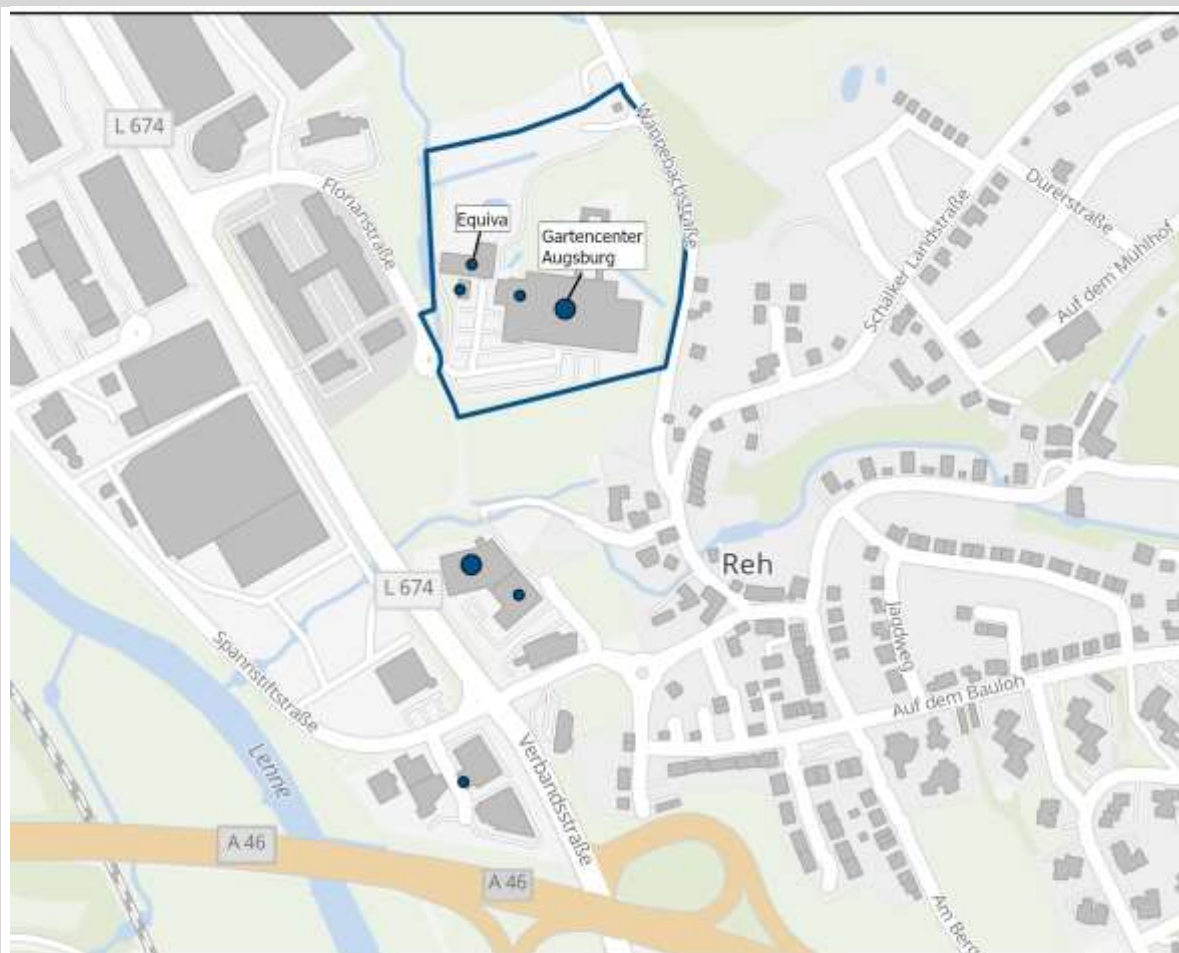 L 674
Wannebachstraße
Florianstraße
Dürerstraße
Equiva
Gartencenter
Augsburg
Schälker Landstraße
Auf dem Mühlhof
Reh
L 674
Jagdweg
Spannstiftstraße
Auf dem Bauloh
Lenne
Verbandsstraße
A 46
A 46
Am Berg